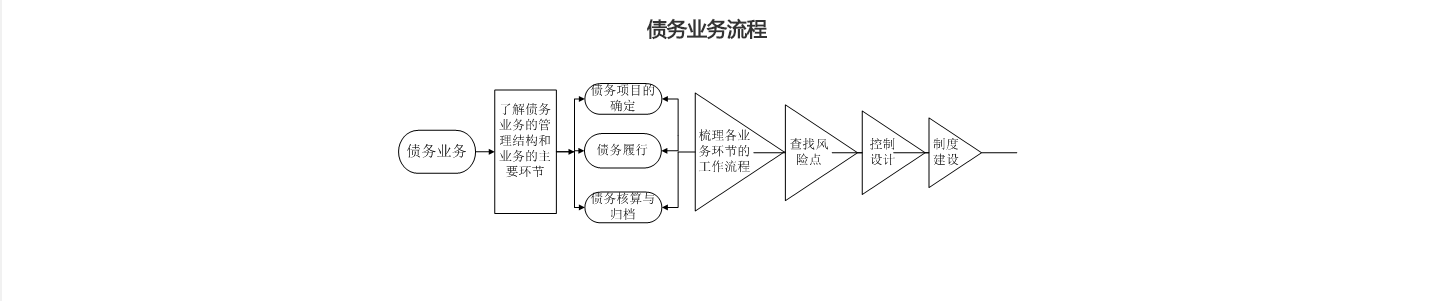 债务业务流程
债务业务
了解债务
业务的管
理结构和
业务的主
要环节
债务项目的
确定
债务履行
债务核算与
归档
梳理各业
务环节的
工作流程
查找风
险点
控制
设计
制度
建设